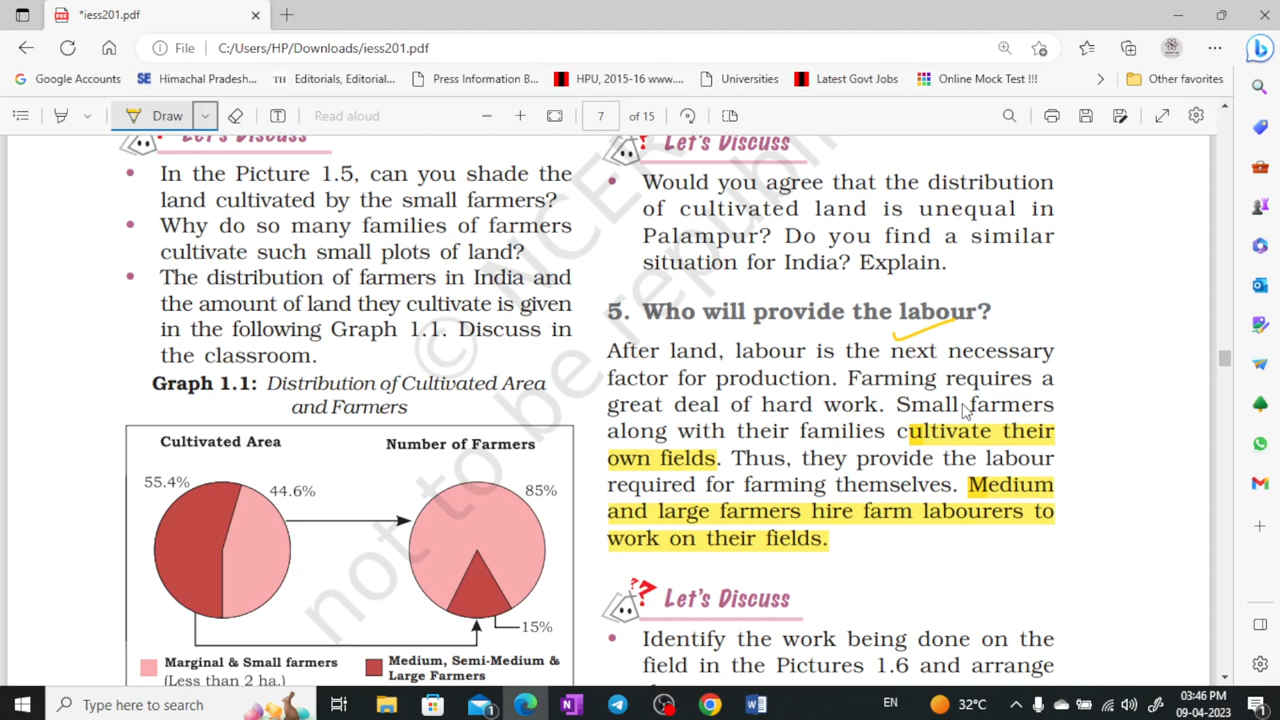 *iess201.pdf
File C:/Users/HP/Downloads/iess201.pdf
Google Accounts
SE Himachal Pradesh...
TH Editorials, Editorial...
Press Information B...
HPU, 2015-16 www....
Universities
Latest Govt Jobs
Online Mock Test !!!
Other favorites
Draw
Read aloud
7 of 15
Let's Discuss
• In the Picture 1.5, can you shade the
land cultivated by the small farmers?
• Why do so many families of farmers
cultivate such small plots of land?
• The distribution of farmers in India and
the amount of land they cultivate is given
in the following Graph 1.1. Discuss in
the classroom.
Graph 1.1: Distribution of Cultivated Area
and Farmers
Cultivated Area
Number of Farmers
55.4%
44.6%
85%
15%
Marginal & Small farmers
(Less than 2 ha.)
Medium, Semi-Medium &
Large Farmers
Let's Discuss
• Would you agree that the distribution
of cultivated land is unequal in
Palampur? Do you find a similar
situation for India? Explain.
5. Who will provide the labour?
After land, labour is the next necessary
factor for production. Farming requires a
great deal of hard work. Small farmers
along with their families cultivate their
own fields. Thus, they provide the labour
required for farming themselves. Medium
and large farmers hire farm labourers to
work on their fields.
Let's Discuss
• Identify the work being done on the
field in the Pictures 1.6 and arrange
© NCER
not to be republi
Type here to search
1
EN
32°C
03:46 PM
09-04-2023
1